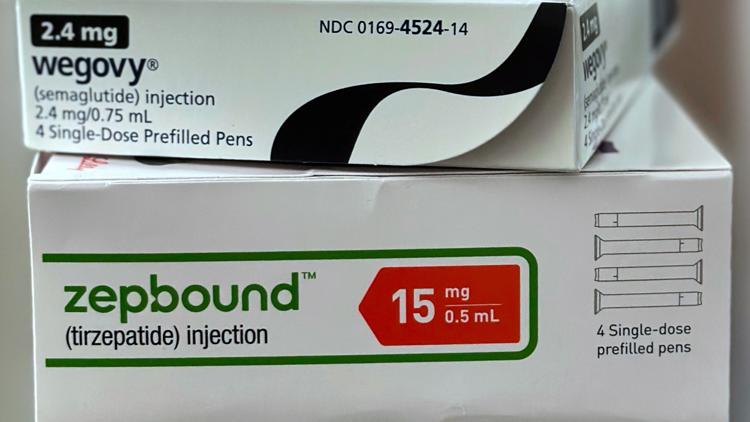 2.4 mg
NDC 0169-4524-14
wegovy®
(semaglutide) injection
2.4 mg/0.75 mL
4 Single-Dose Prefilled Pens
2.4 mg
wegovy
zepbound™
(tirzepatide) injection
15 mg
0.5 mL
4 Single-dose
prefilled pens